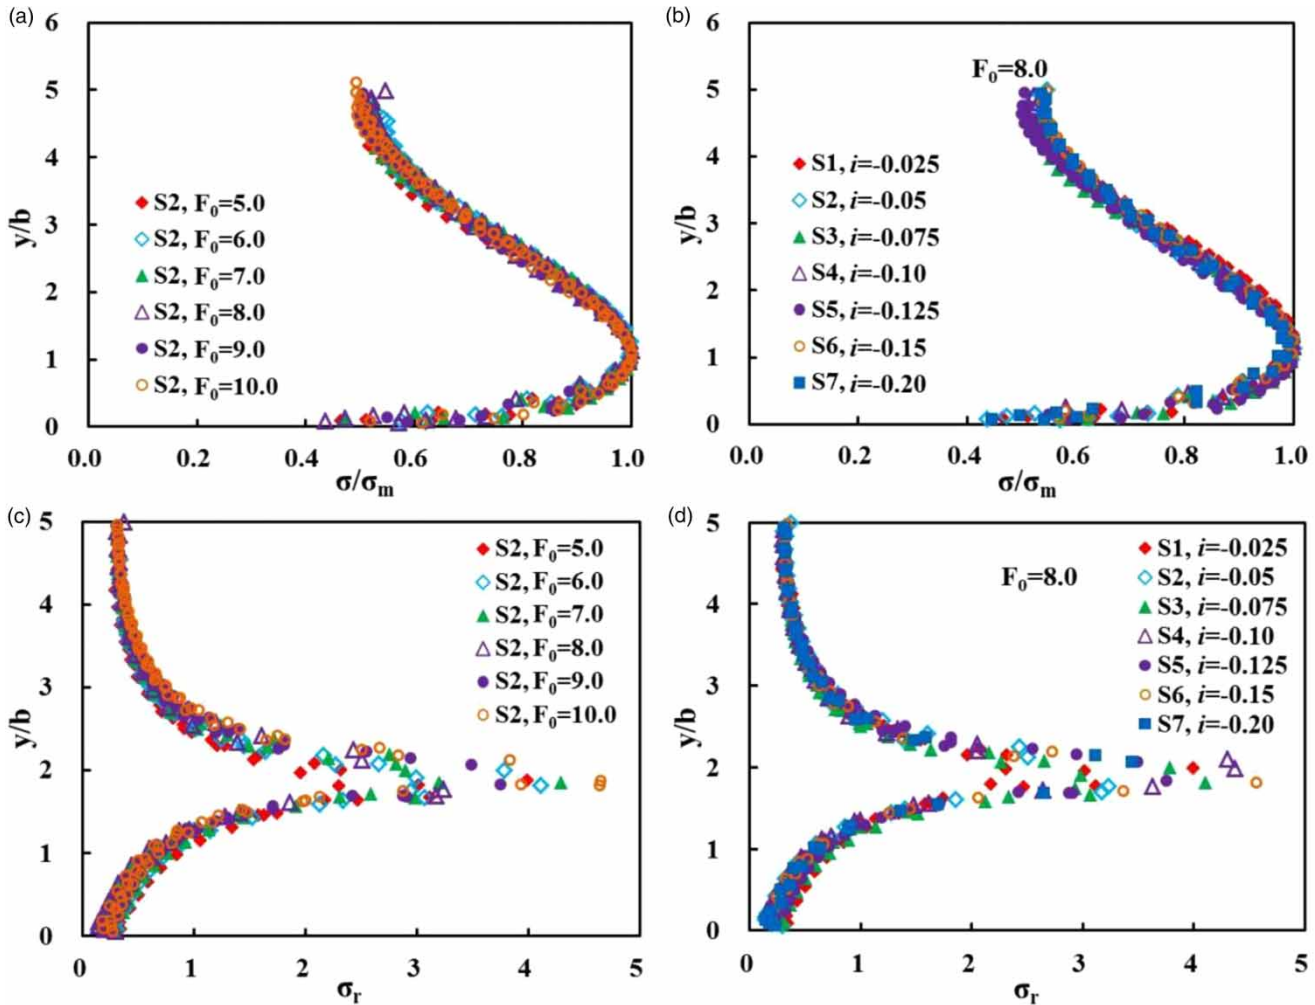 (a)
6
5
4
3
2
1
0
y/b
S2, F0=5.0
S2, F0=6.0
S2, F0=7.0
S2, F0=8.0
S2, F0=9.0
S2, F0=10.0
0.0 0.2 0.4 0.6 0.8 1.0
σ/σm
(b)
6
5
4
3
2
1
0
y/b
F0=8.0
S1, i=-0.025
S2, i=-0.05
S3, i=-0.075
S4, i=-0.10
S5, i=-0.125
S6, i=-0.15
S7, i=-0.20
0.0 0.2 0.4 0.6 0.8 1.0
σ/σm
(c)
5
4
3
2
1
0
y/b
S2, F0=5.0
S2, F0=6.0
S2, F0=7.0
S2, F0=8.0
S2, F0=9.0
S2, F0=10.0
0 1 2 3 4 5
σr
(d)
5
4
3
2
1
0
y/b
F0=8.0
S1, i=-0.025
S2, i=-0.05
S3, i=-0.075
S4, i=-0.10
S5, i=-0.125
S6, i=-0.15
S7, i=-0.20
0 1 2 3 4 5
σr